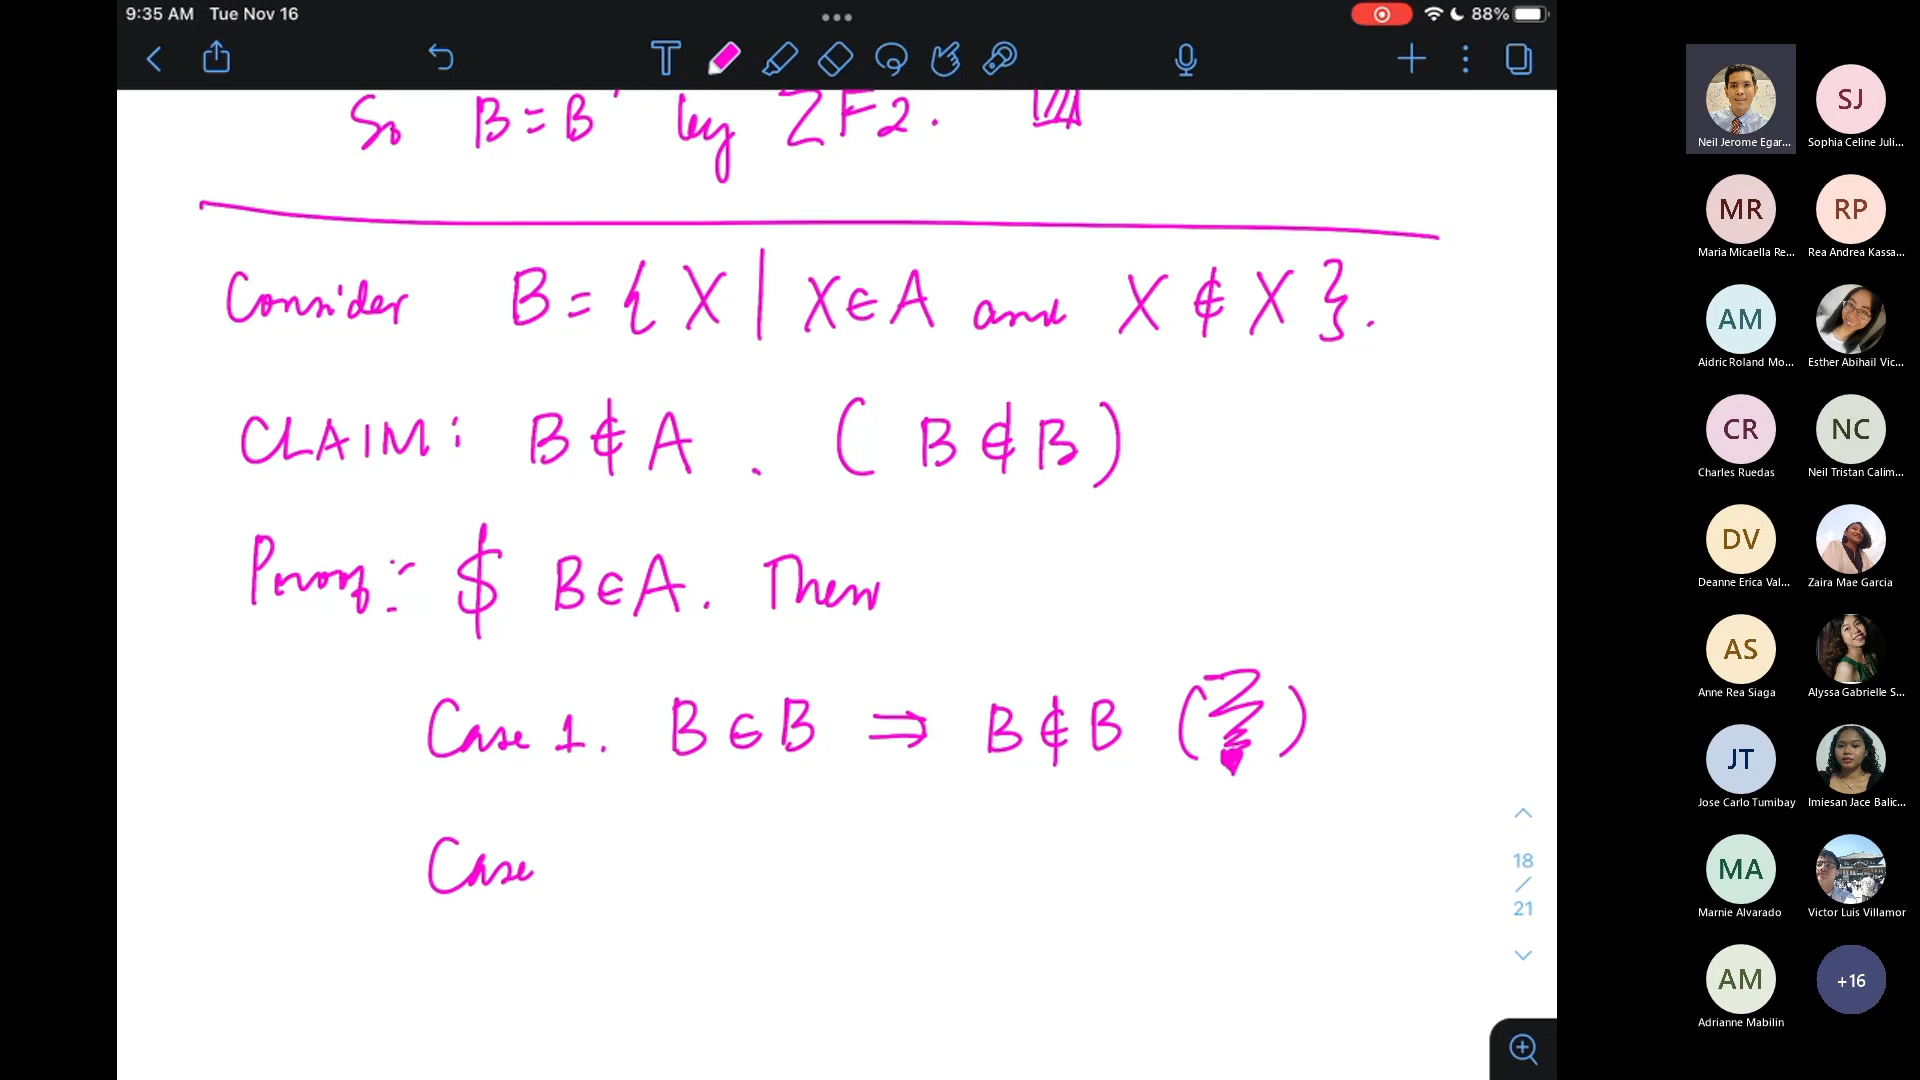 9:35 AM Tue Nov 16
88%
So B = B' by ZF2.
Consider B = { X | X ∈ A and X ∉ X }.
CLAIM: B ∉ A . ( B ∉ B )
Proof: $ B ∈ A. Then
Case 1. B ∈ B ⇒ B ∉ B
Case
18
/
21
Neil Jerome Egar...
SJ
Sophia Celine Juli...
MR
Maria Micaella Re...
RP
Rea Andrea Kassa...
AM
Aidric Roland Mo...
Esther Abihail Vic...
CR
Charles Ruedas
NC
Neil Tristan Calim...
DV
Deanne Erica Val...
Zaira Mae Garcia
AS
Anne Rea Siaga
Alyssa Gabrielle S...
JT
Jose Carlo Tumibay
Imiesan Jace Balic...
MA
Marnie Alvarado
Victor Luis Villamor
AM
Adrianne Mabilin
+16